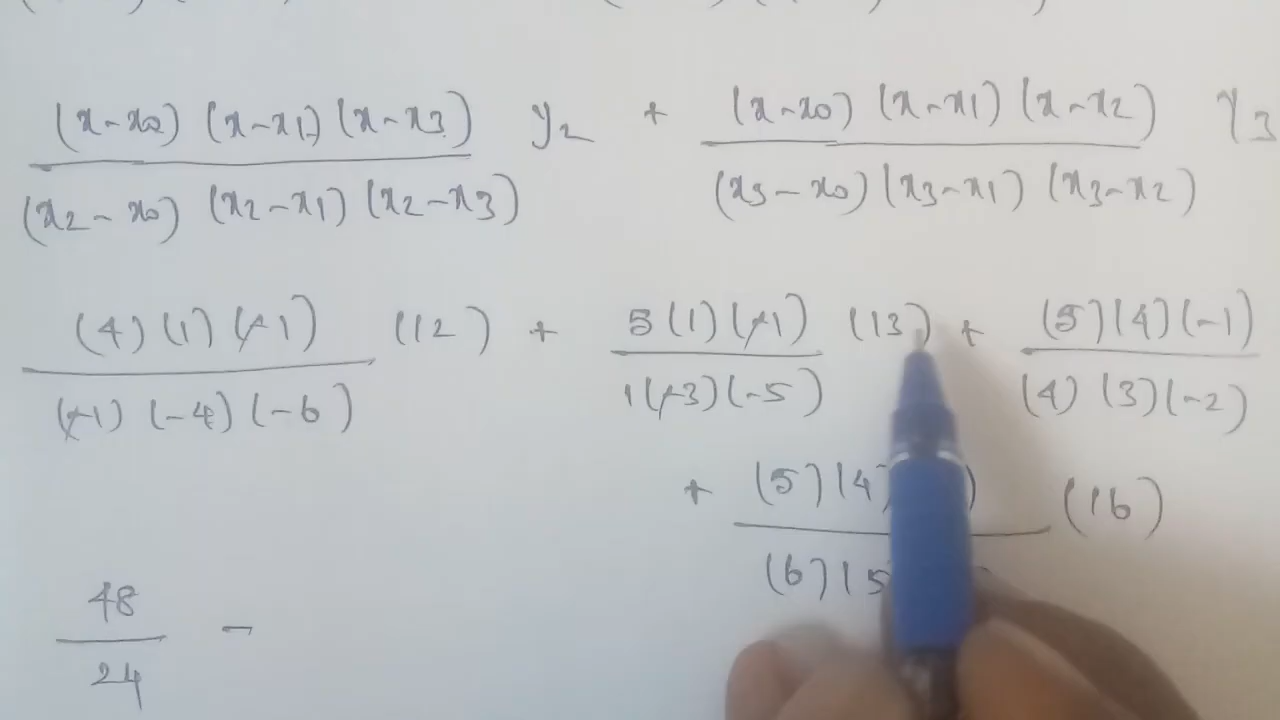 (x-x0) (x-x1) (x-x3) y2 + (x-x0) (x-x1) (x-x2) y3
(x2-x0) (x2-x1) (x2-x3) (x3-x0) (x3-x1) (x3-x2)
(4) (1) (-1) (12) + 5 (1) (-1) (13) + (5) (4) (-1)
(-1) (-4) (-6) 1 (-3) (-5) (4) (3) (-2)
+ (5) (4) (16)
(6) (5
48 -
24